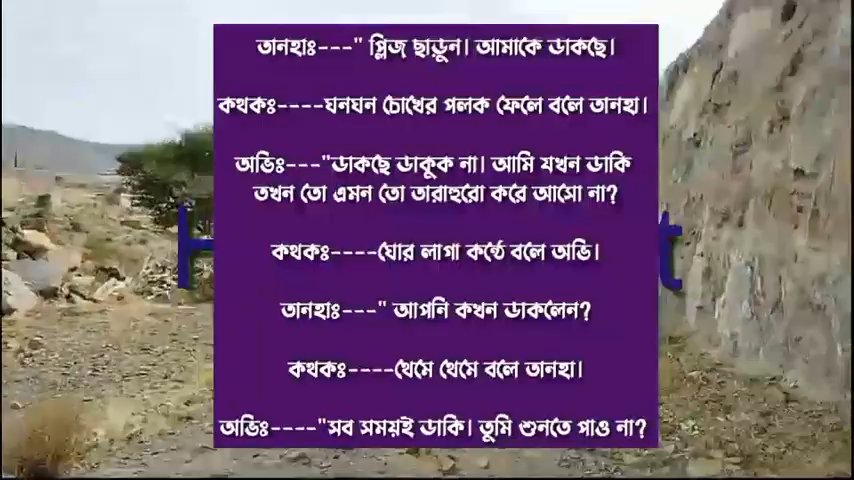 তানহাঃ---" প্লিজ ছাড়ুন। আমাকে ডাকছে।
কথকঃ----ঘনঘন চোখের পলক ফেলে বলে তানহা।
অভিঃ---"ডাকছে ডাকুক না। আমি যখন ডাকি
তখন তো এমন তো তারাহুরো করে আসো না?
কথকঃ----ঘোর লাগা কন্ঠে বলে অভি।
তানহাঃ---" আপনি কখন ডাকলেন?
কথকঃ----থেমে থেমে বলে তানহা।
অভিঃ----"সব সময়ই ডাকি। তুমি শুনতে পাও না?